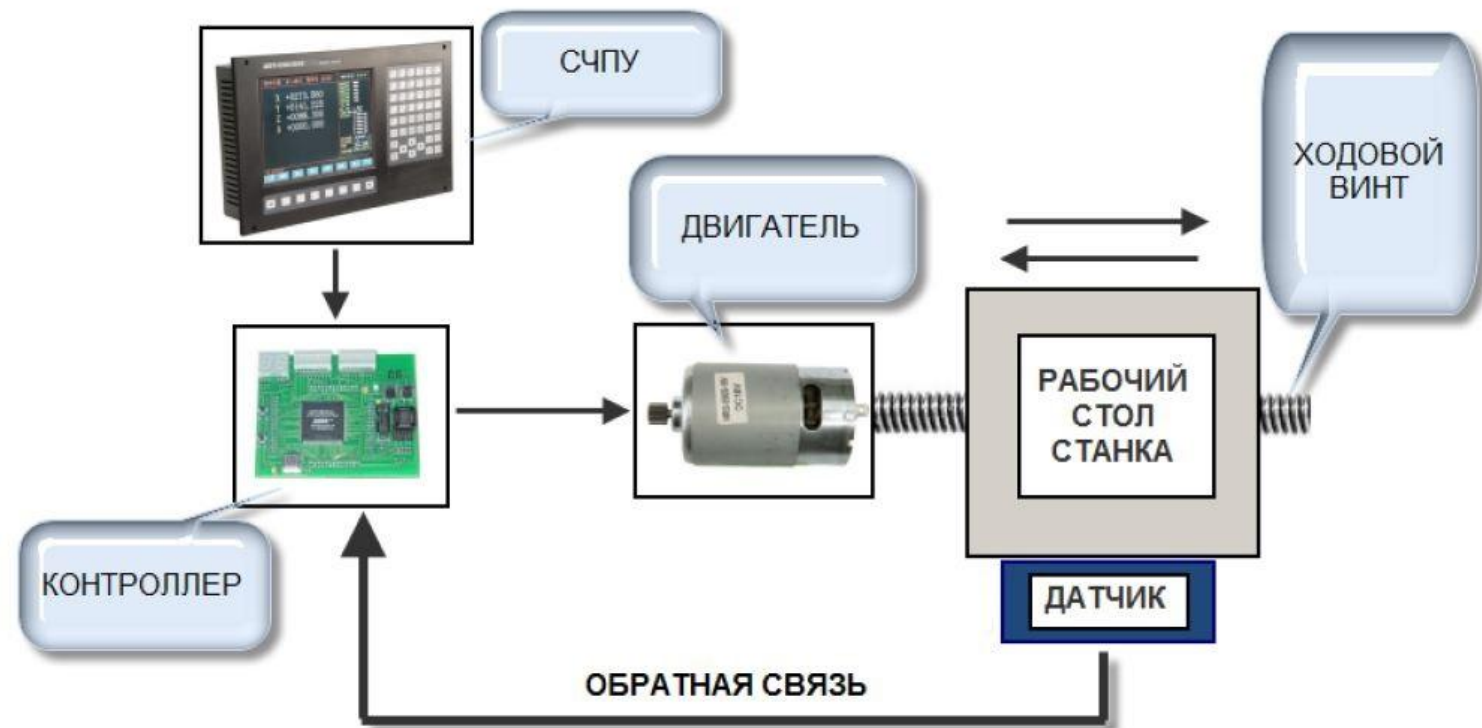 СЧПУ
ХОДОВОЙ
ВИНТ
ДВИГАТЕЛЬ
РАБОЧИЙ
СТОЛ
СТАНКА
КОНТРОЛЛЕР
ДАТЧИК
ОБРАТНАЯ СВЯЗЬ